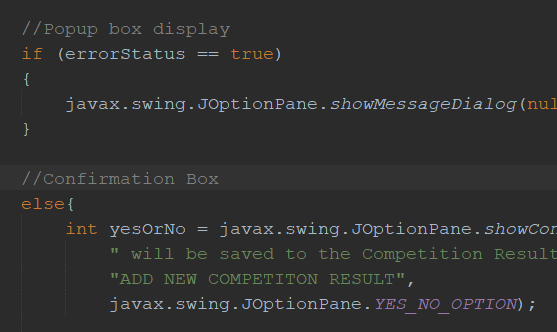 //Popup box display
if (errorStatus == true)
{
javax.swing.JOptionPane.showMessageDialog(nul
}
//Confirmation Box
else{
int yesOrNo = javax.swing.JOptionPane.showCon
" will be saved to the Competition Result
"ADD NEW COMPETITON RESULT",
javax.swing.JOptionPane.YES_NO_OPTION);